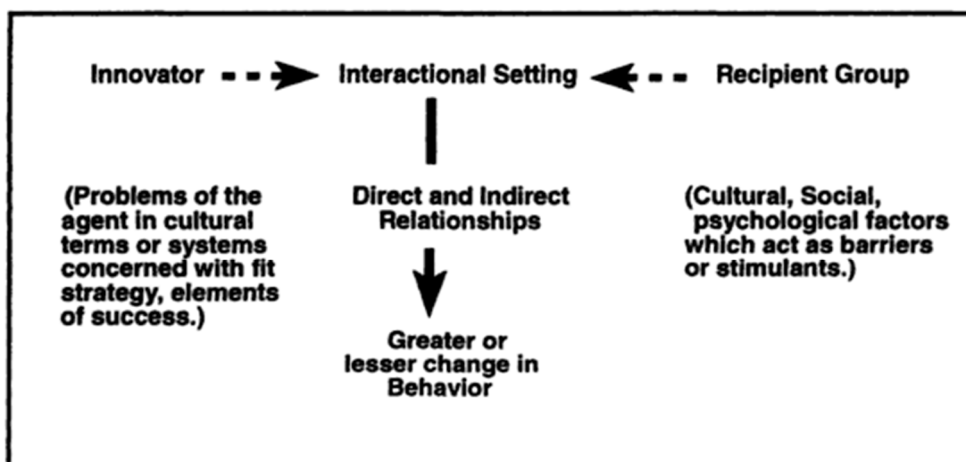 Innovator
Interactional Setting
Recipient Group
(Problems of the
agent in cultural
terms or systems
concerned with fit
strategy, elements
of success.)
Direct and Indirect
Relationships
(Cultural, Social,
psychological factors
which act as barriers
or stimulants.)
Greater or
lesser change in
Behavior